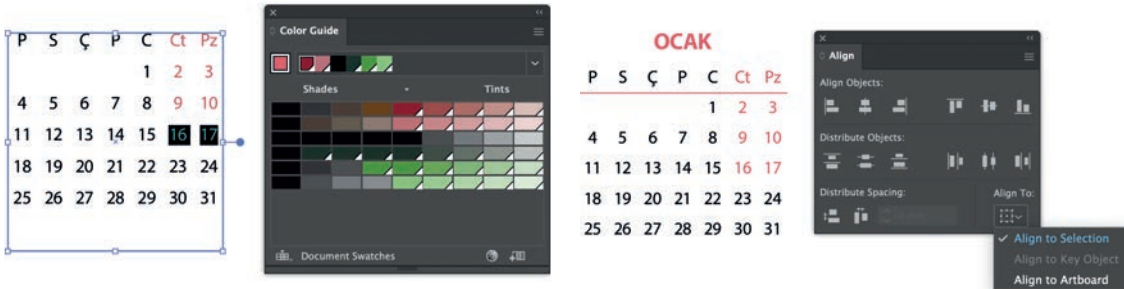 P S Ç P C Ct Pz
1 2 3
4 5 6 7 8 9 10
11 12 13 14 15 16 17
18 19 20 21 22 23 24
25 26 27 28 29 30 31
Color Guide
Shades Tints
Document Swatches
OCAK
P S Ç P C Ct Pz
1 2 3
4 5 6 7 8 9 10
11 12 13 14 15 16 17
18 19 20 21 22 23 24
25 26 27 28 29 30 31
Align
Align Objects:
Distribute Objects:
Distribute Spacing: Align To:
Align to Selection
Align to Key Object
Align to Artboard